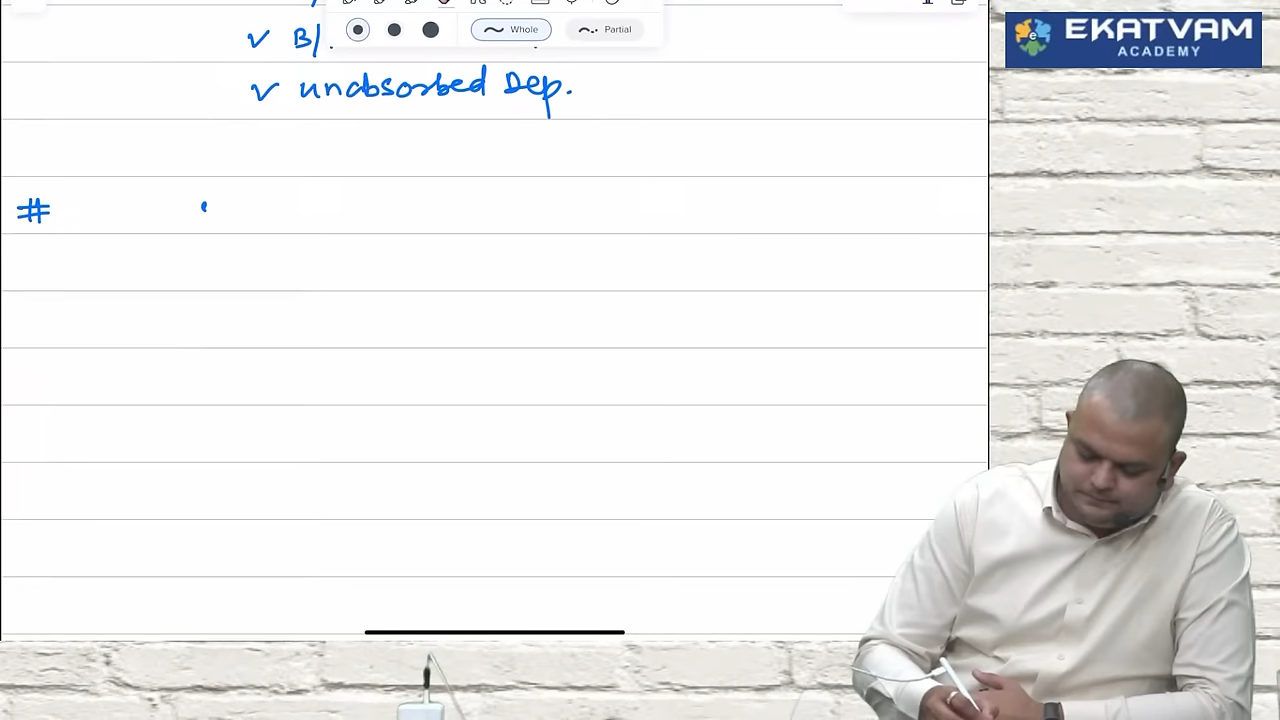 Whole
Partial
✓ B/.
✓ unabsorbed Dep.
#
EKATVAM
ACADEMY